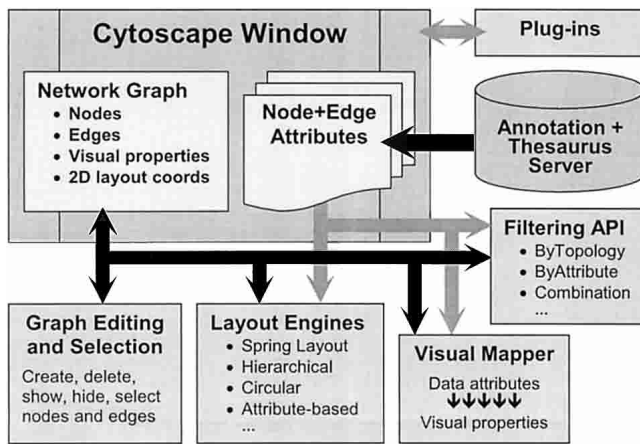 Cytoscape Window
Plug-ins
Network Graph
• Nodes
• Edges
• Visual properties
• 2D layout coords
Node+Edge
Attributes
Annotation +
Thesaurus
Server
Filtering API
• ByTopology
• ByAttribute
• Combination
...
Graph Editing
and Selection
Create, delete,
show, hide, select
nodes and edges
Layout Engines
• Spring Layout
• Hierarchical
• Circular
• Attribute-based
...
Visual Mapper
Data attributes
Visual properties